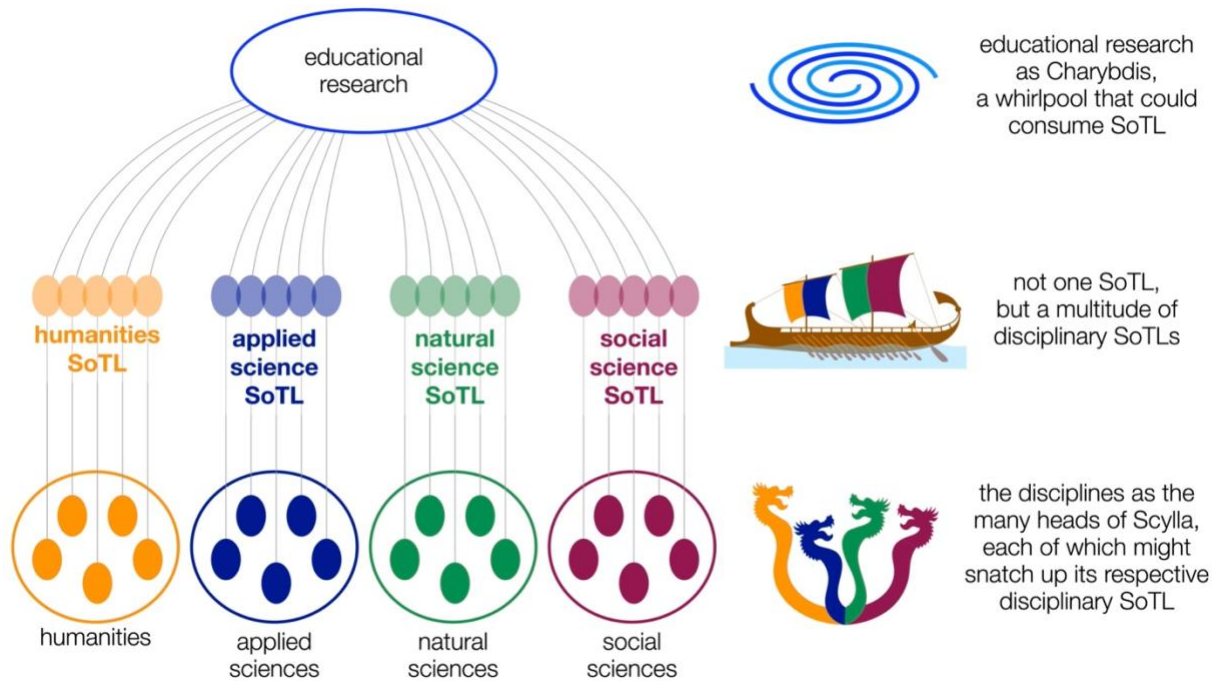 educational
research
educational research
as Charybdis,
a whirlpool that could
consume SoTL
humanities
SoTL
applied
science
SoTL
natural
science
SoTL
social
science
SoTL
not one SoTL,
but a multitude of
disciplinary SoTLs
humanities
applied
sciences
natural
sciences
social
sciences
the disciplines as the
many heads of Scylla,
each of which might
snatch up its respective
disciplinary SoTL